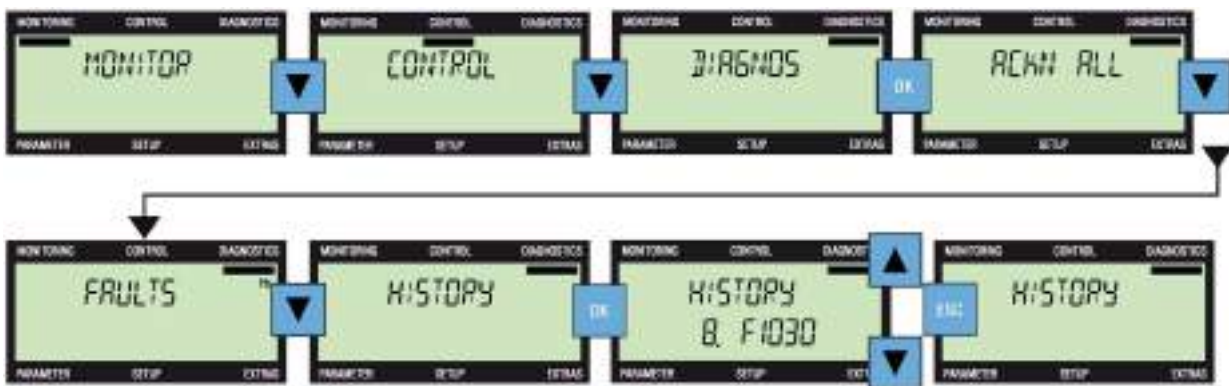 MONITORING CONTROL DIAGNOSTICS
MONITOR
PARAMETER SETUP EXTRAS
MONITORING CONTROL DIAGNOSTICS
CONTROL
PARAMETER SETUP EXTRAS
MONITORING CONTROL DIAGNOSTICS
DIAGNOS
PARAMETER SETUP EXTRAS
OK
MONITORING CONTROL DIAGNOSTICS
ACKN ALL
PARAMETER SETUP EXTRAS
MONITORING CONTROL DIAGNOSTICS
FAULTS
PARAMETER SETUP EXTRAS
MONITORING CONTROL DIAGNOSTICS
HISTORY
PARAMETER SETUP EXTRAS
OK
MONITORING CONTROL
HISTORY
8. F1030
PARAMETER SETUP
ESC
MONITORING CONTROL DIAGNOSTICS
HISTORY
PARAMETER SETUP EXTRAS